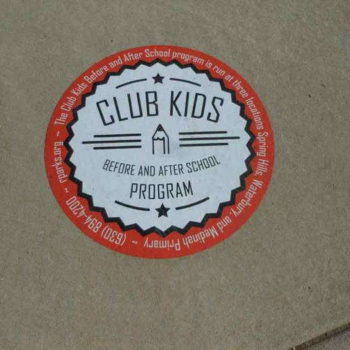 CLUB KIDS
BEFORE AND AFTER SCHOOL
PROGRAM
The Club Kids Before and After School program is run at three locations Spring Hills, Waterbury, and Medinah Primary. ~ (630) 894-4200 ~ rparks.org ~